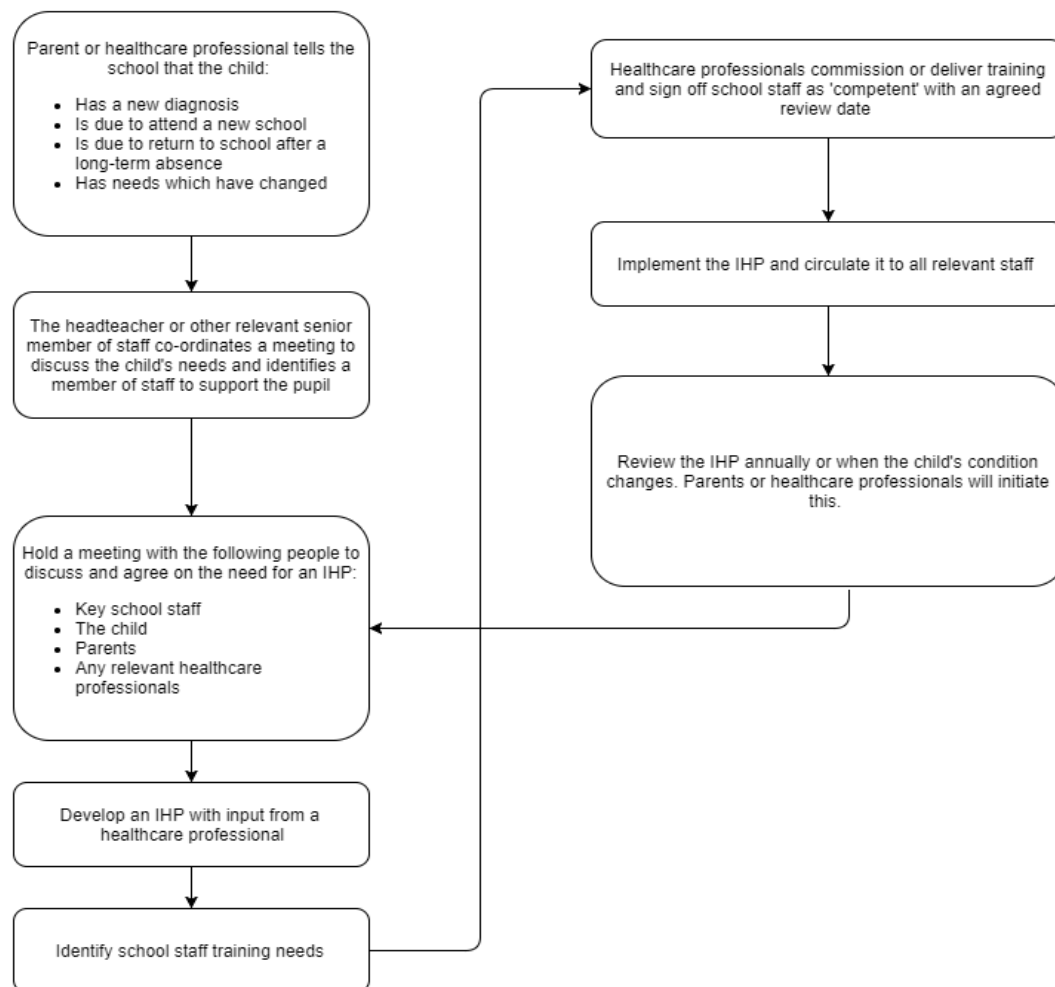 Parent or healthcare professional tells the
school that the child:
• Has a new diagnosis
• Is due to attend a new school
• Is due to return to school after a
long-term absence
• Has needs which have changed
The headteacher or other relevant senior
member of staff co-ordinates a meeting to
discuss the child's needs and identifies a
member of staff to support the pupil
Hold a meeting with the following people to
discuss and agree on the need for an IHP:
• Key school staff
• The child
• Parents
• Any relevant healthcare
professionals
Develop an IHP with input from a
healthcare professional
Identify school staff training needs
Healthcare professionals commission or deliver training
and sign off school staff as 'competent' with an agreed
review date
Implement the IHP and circulate it to all relevant staff
Review the IHP annually or when the child's condition
changes. Parents or healthcare professionals will initiate
this.